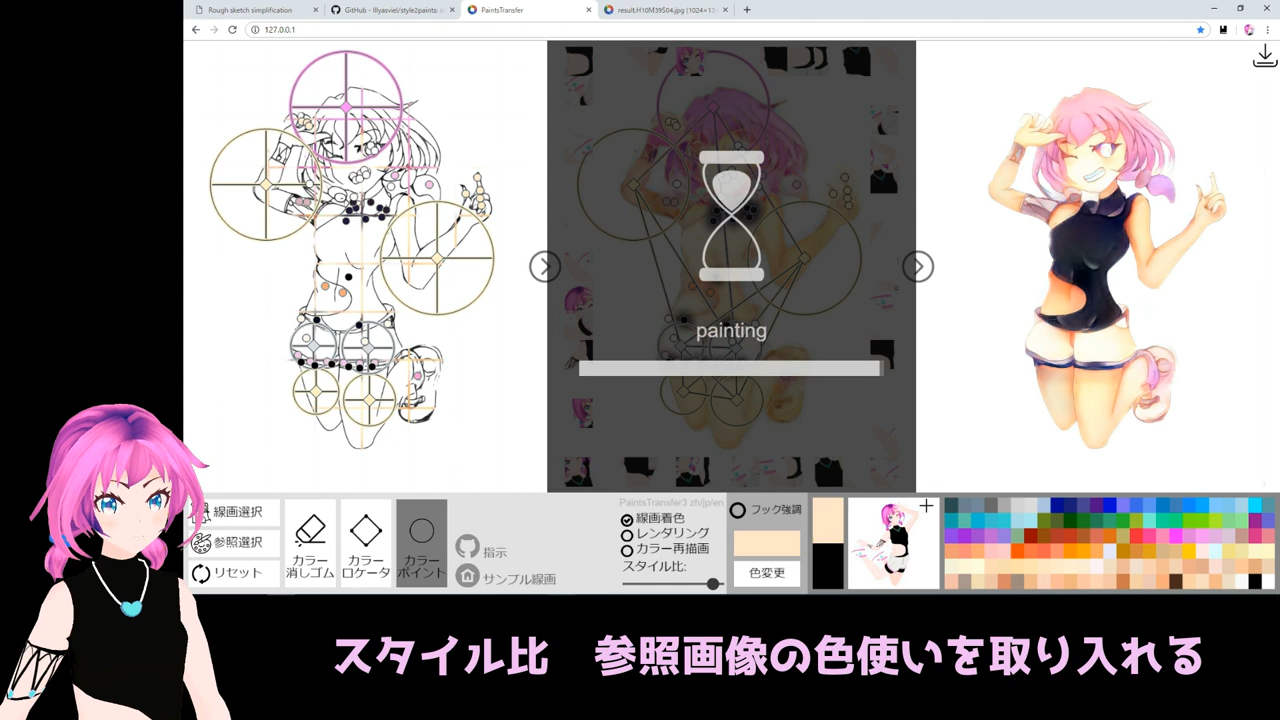 Rough sketch simplification
GitHub - lllyasviel/style2paints: p
PaintsTransfer
result.H10M39S04.jpg (1024×13
127.0.0.1
painting
線画選択
参照選択
リセット
カラー
消しゴム
カラー
ロケータ
カラー
ポイント
指示
サンプル線画
PaintsTransfer3 zh/jp/en
線画着色
レンダリング
カラー再描画
スタイル比:
フック強調
色変更
スタイル比 参照画像の色使いを取り入れる